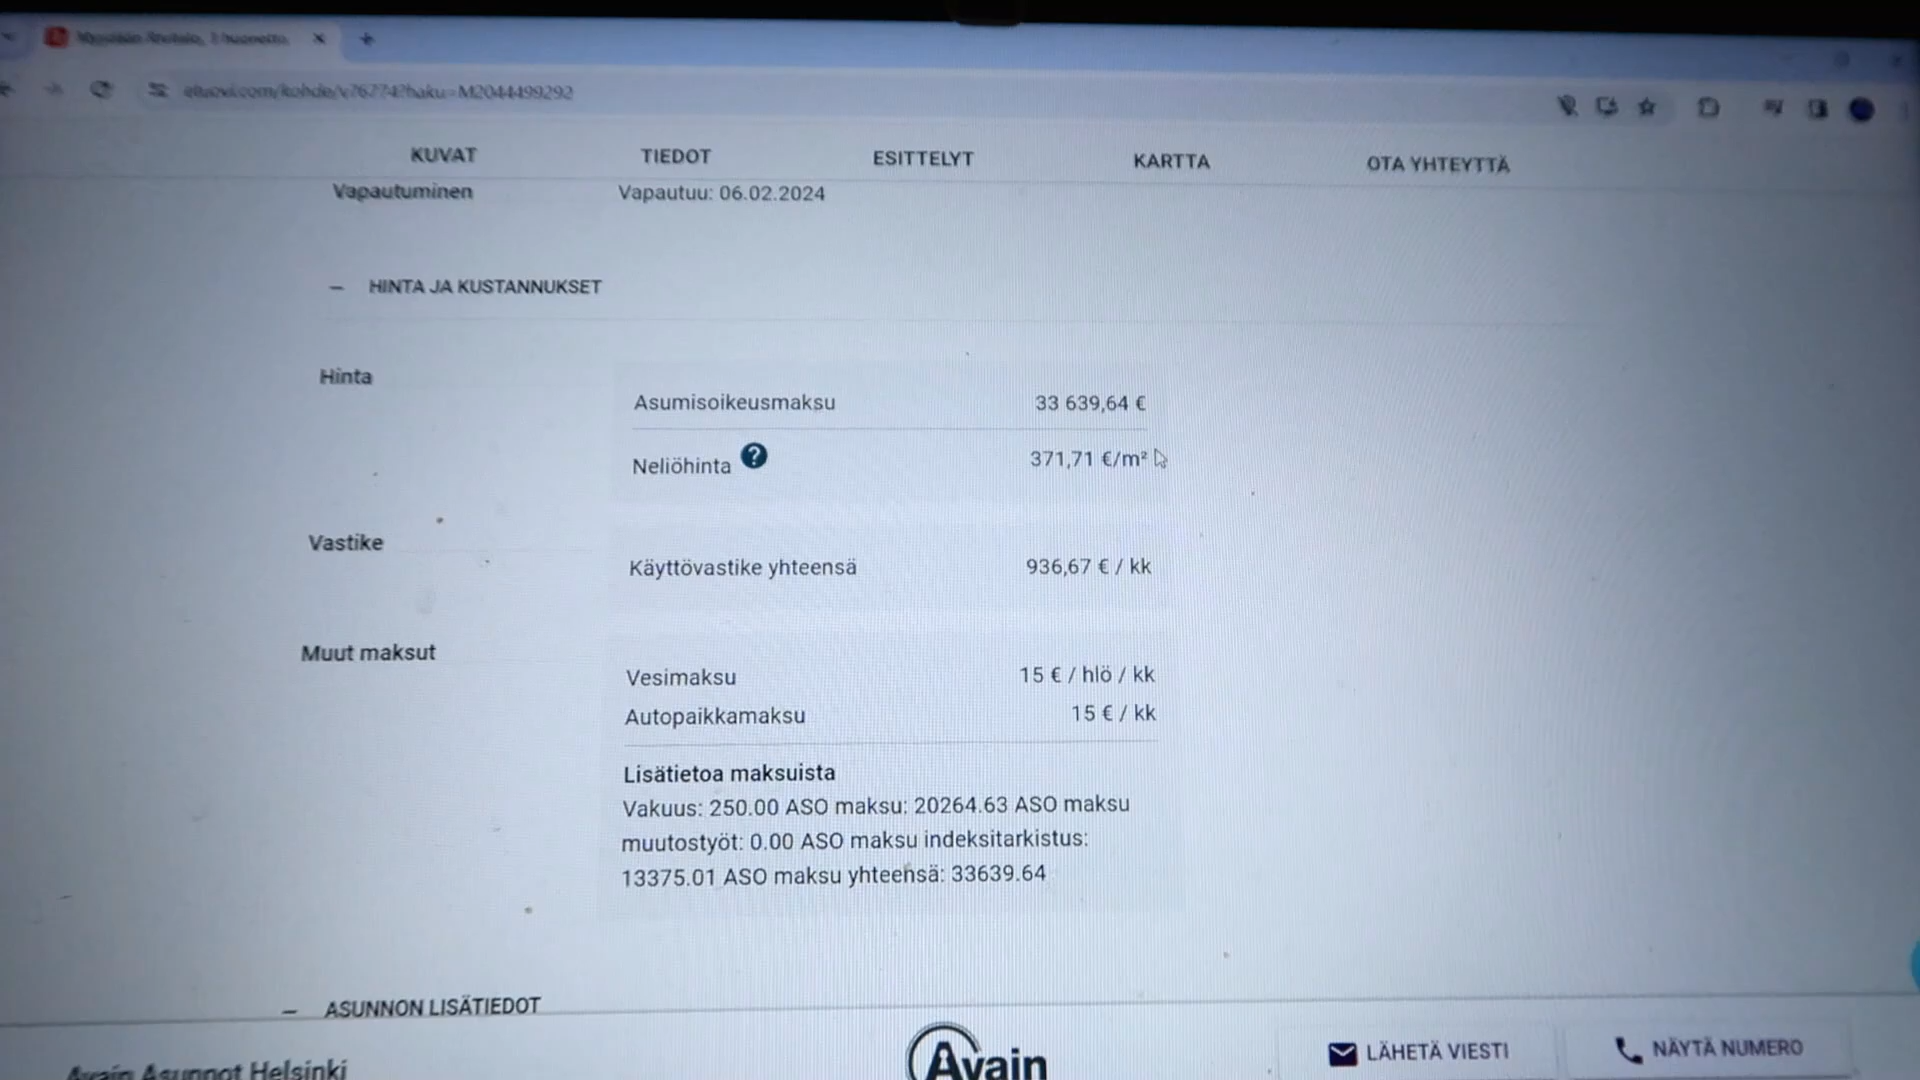 KUVAT TIEDOT ESITTELYT KARTTA OTA YHTEYTTÄ
Vapautuminen Vapautuu: 06.02.2024
– HINTA JA KUSTANNUKSET
Hinta
Asumisoikeusmaksu 33 639,64 €
Neliöhinta ? 371,71 €/m²
Vastike
Käyttövastike yhteensä 936,67 € / kk
Muut maksut
Vesimaksu 15 € / hlö / kk
Autopaikkamaksu 15 € / kk
Lisätietoa maksuista
Vakuus: 250.00 ASO maksu: 20264.63 ASO maksu
muutostyöt: 0.00 ASO maksu indeksitarkistus:
13375.01 ASO maksu yhteensä: 33639.64
– ASUNNON LISÄTIEDOT
Avain Asunnot Helsinki
Avain
LÄHETÄ VIESTI
NÄYTÄ NUMERO